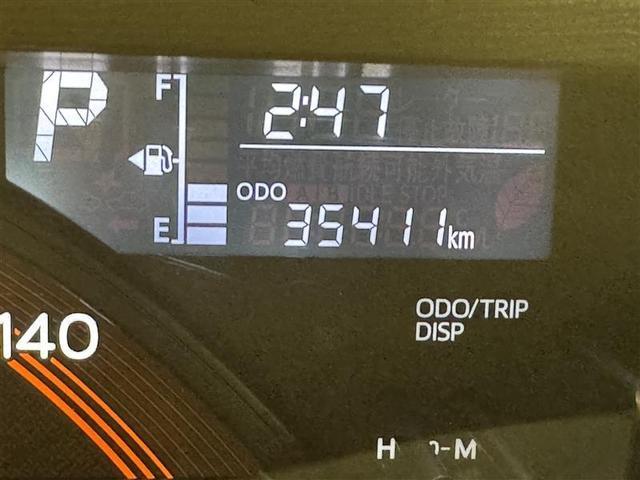 P
F
2:47
ODO
E
35411km
140
ODO/TRIP
DISP
H
-M